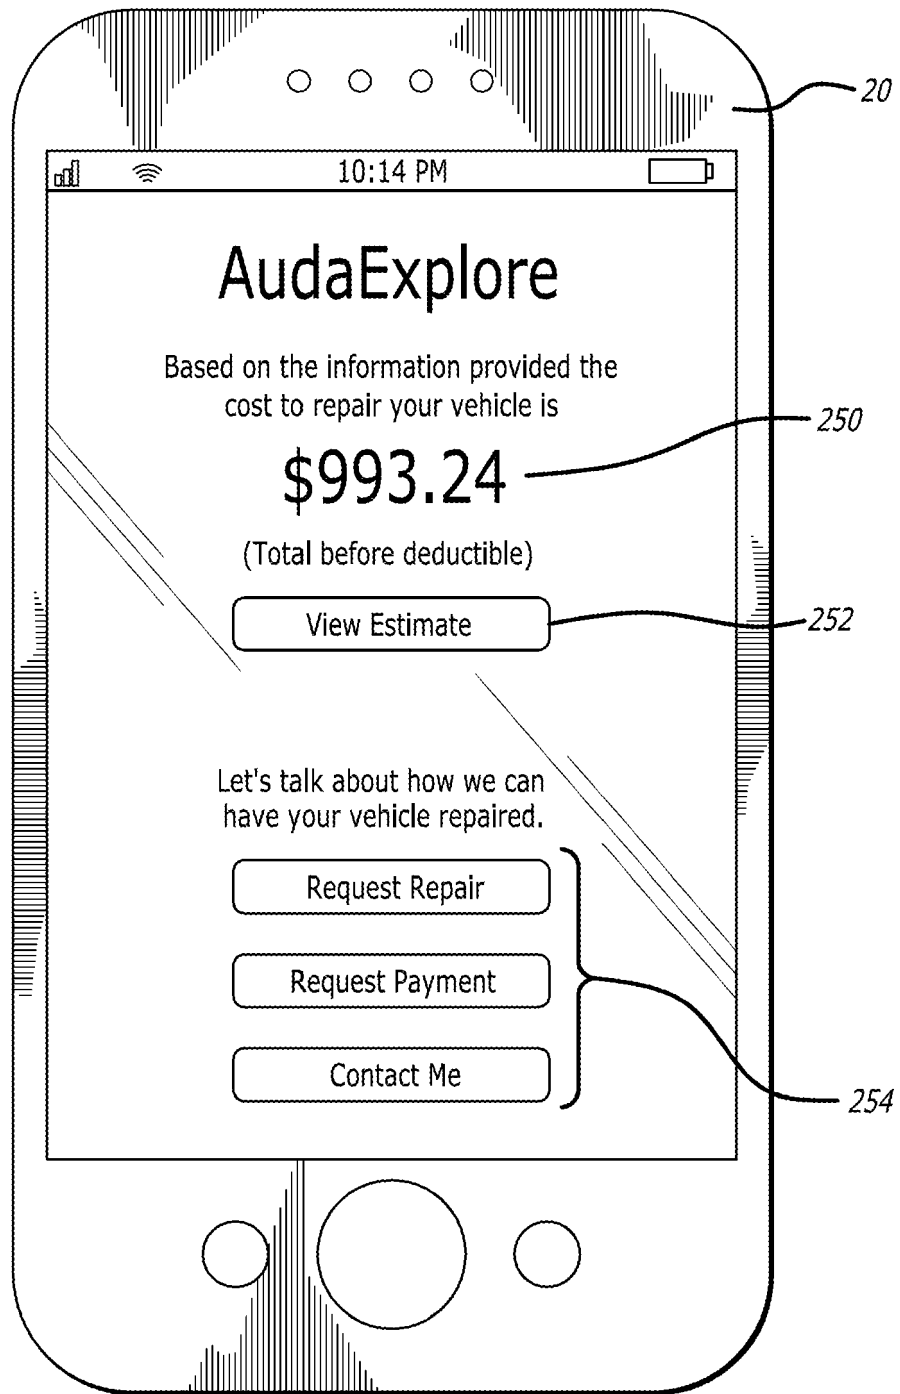 20
10:14 PM
AudaExplore
Based on the information provided the
cost to repair your vehicle is
250
$993.24
(Total before deductible)
View Estimate
252
Let's talk about how we can
have your vehicle repaired.
Request Repair
Request Payment
Contact Me
254